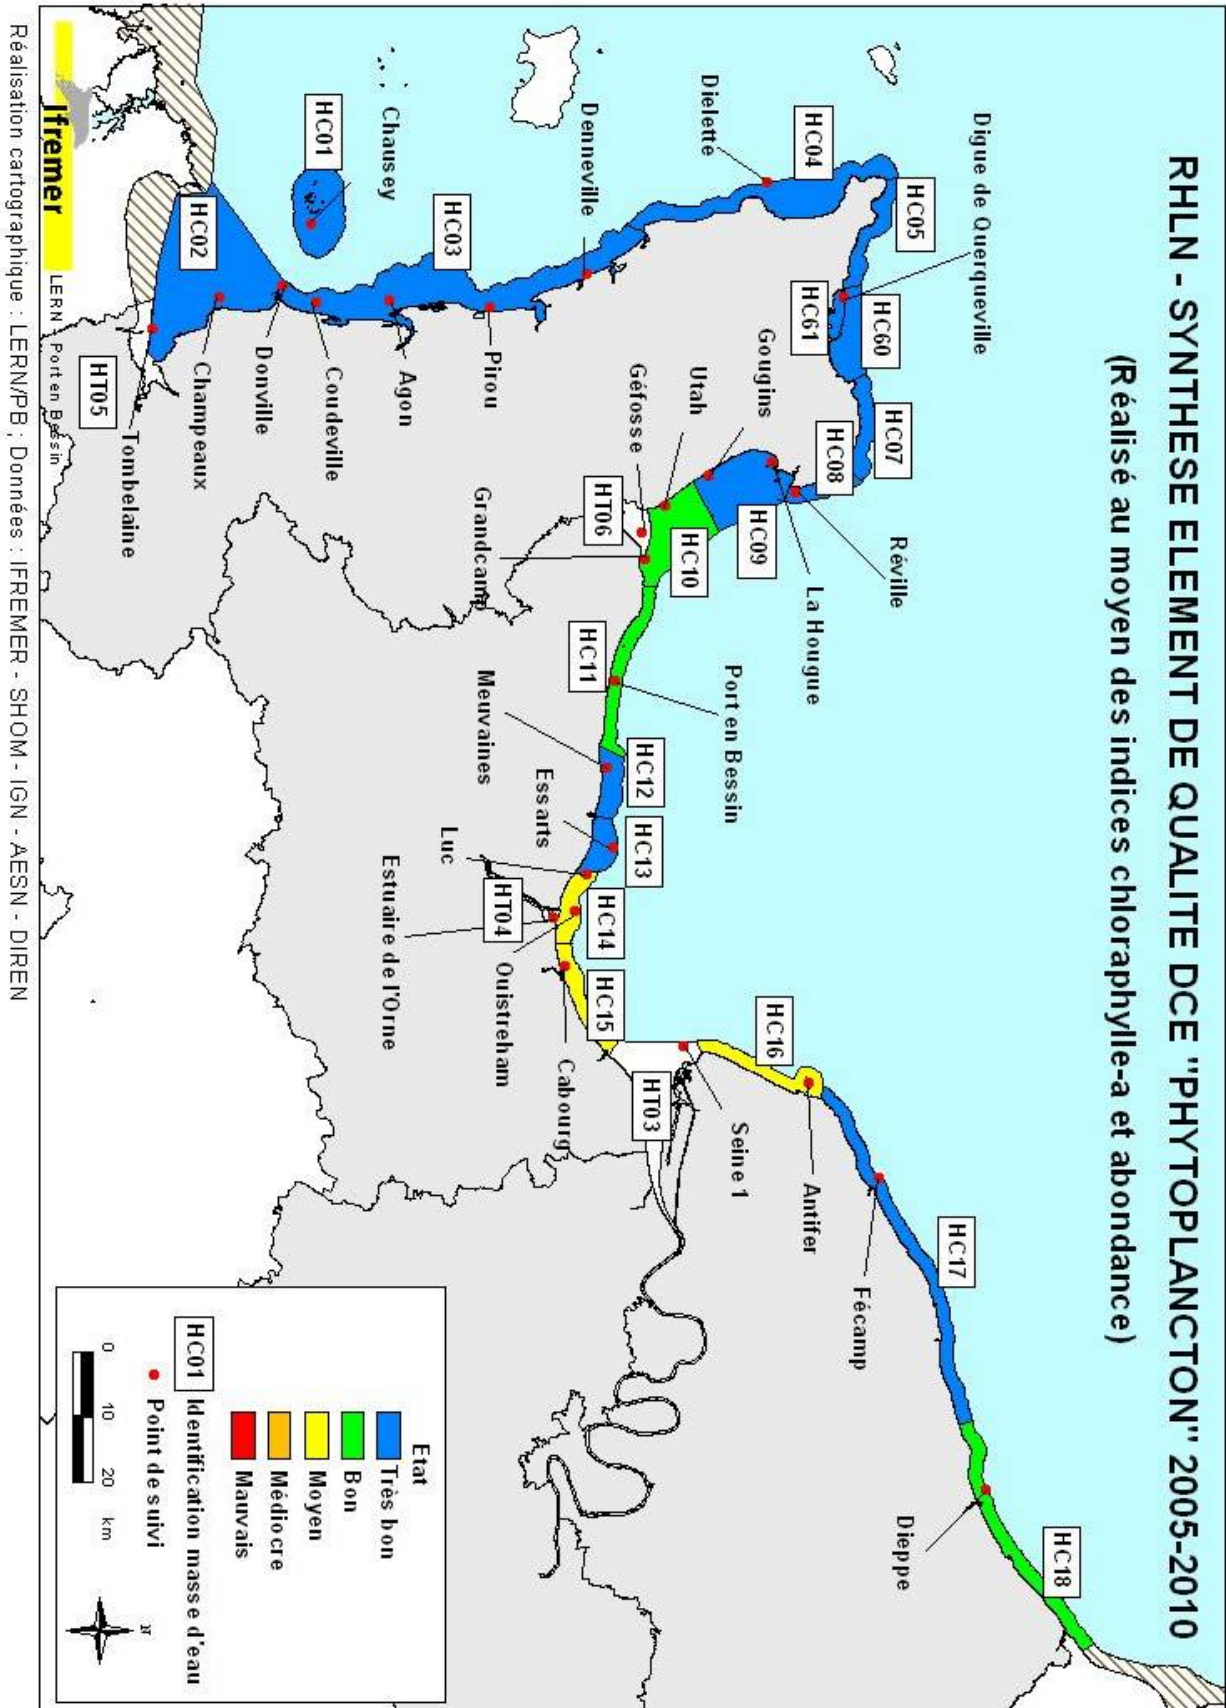 RHLN - SYNTHESE ELEMENT DE QUALITE DCE "PHYTOPLANCTON" 2005-2010
(Réalisé au moyen des indices chloraphylle-a et abondance)
Digue de Querqueville
HC05
HC60
HC61
HC07
HC04
Dielette
HC08
Réville
La Hougue
Gougins
HC09
Utah
Géfosse
HC10
HT06
Grandcamp
Denneville
HC03
Pirou
Chausey
HC01
Agon
Coudeville
Donville
HC02
Champeaux
Tombelaine
HT05
HC11
Port en Bessin
HC12
Meuvaines
HC13
Essarts
Luc
HC14
HT04
Ouistreham
Estuaire de l'Orne
HC15
Cabourg
HT03
Seine 1
HC16
Antifer
Fécamp
HC17
Dieppe
HC18
Etat
Très bon
Bon
Moyen
Médiocre
Mauvais
HC01 Identification masse d'eau
Point de suivi
0 10 20 km
N
Ifremer
LERN Port en Bessin
Réalisation cartographique : LERN/PB ; Données : IFREMER - SHOM - IGN - AESN - DIREN